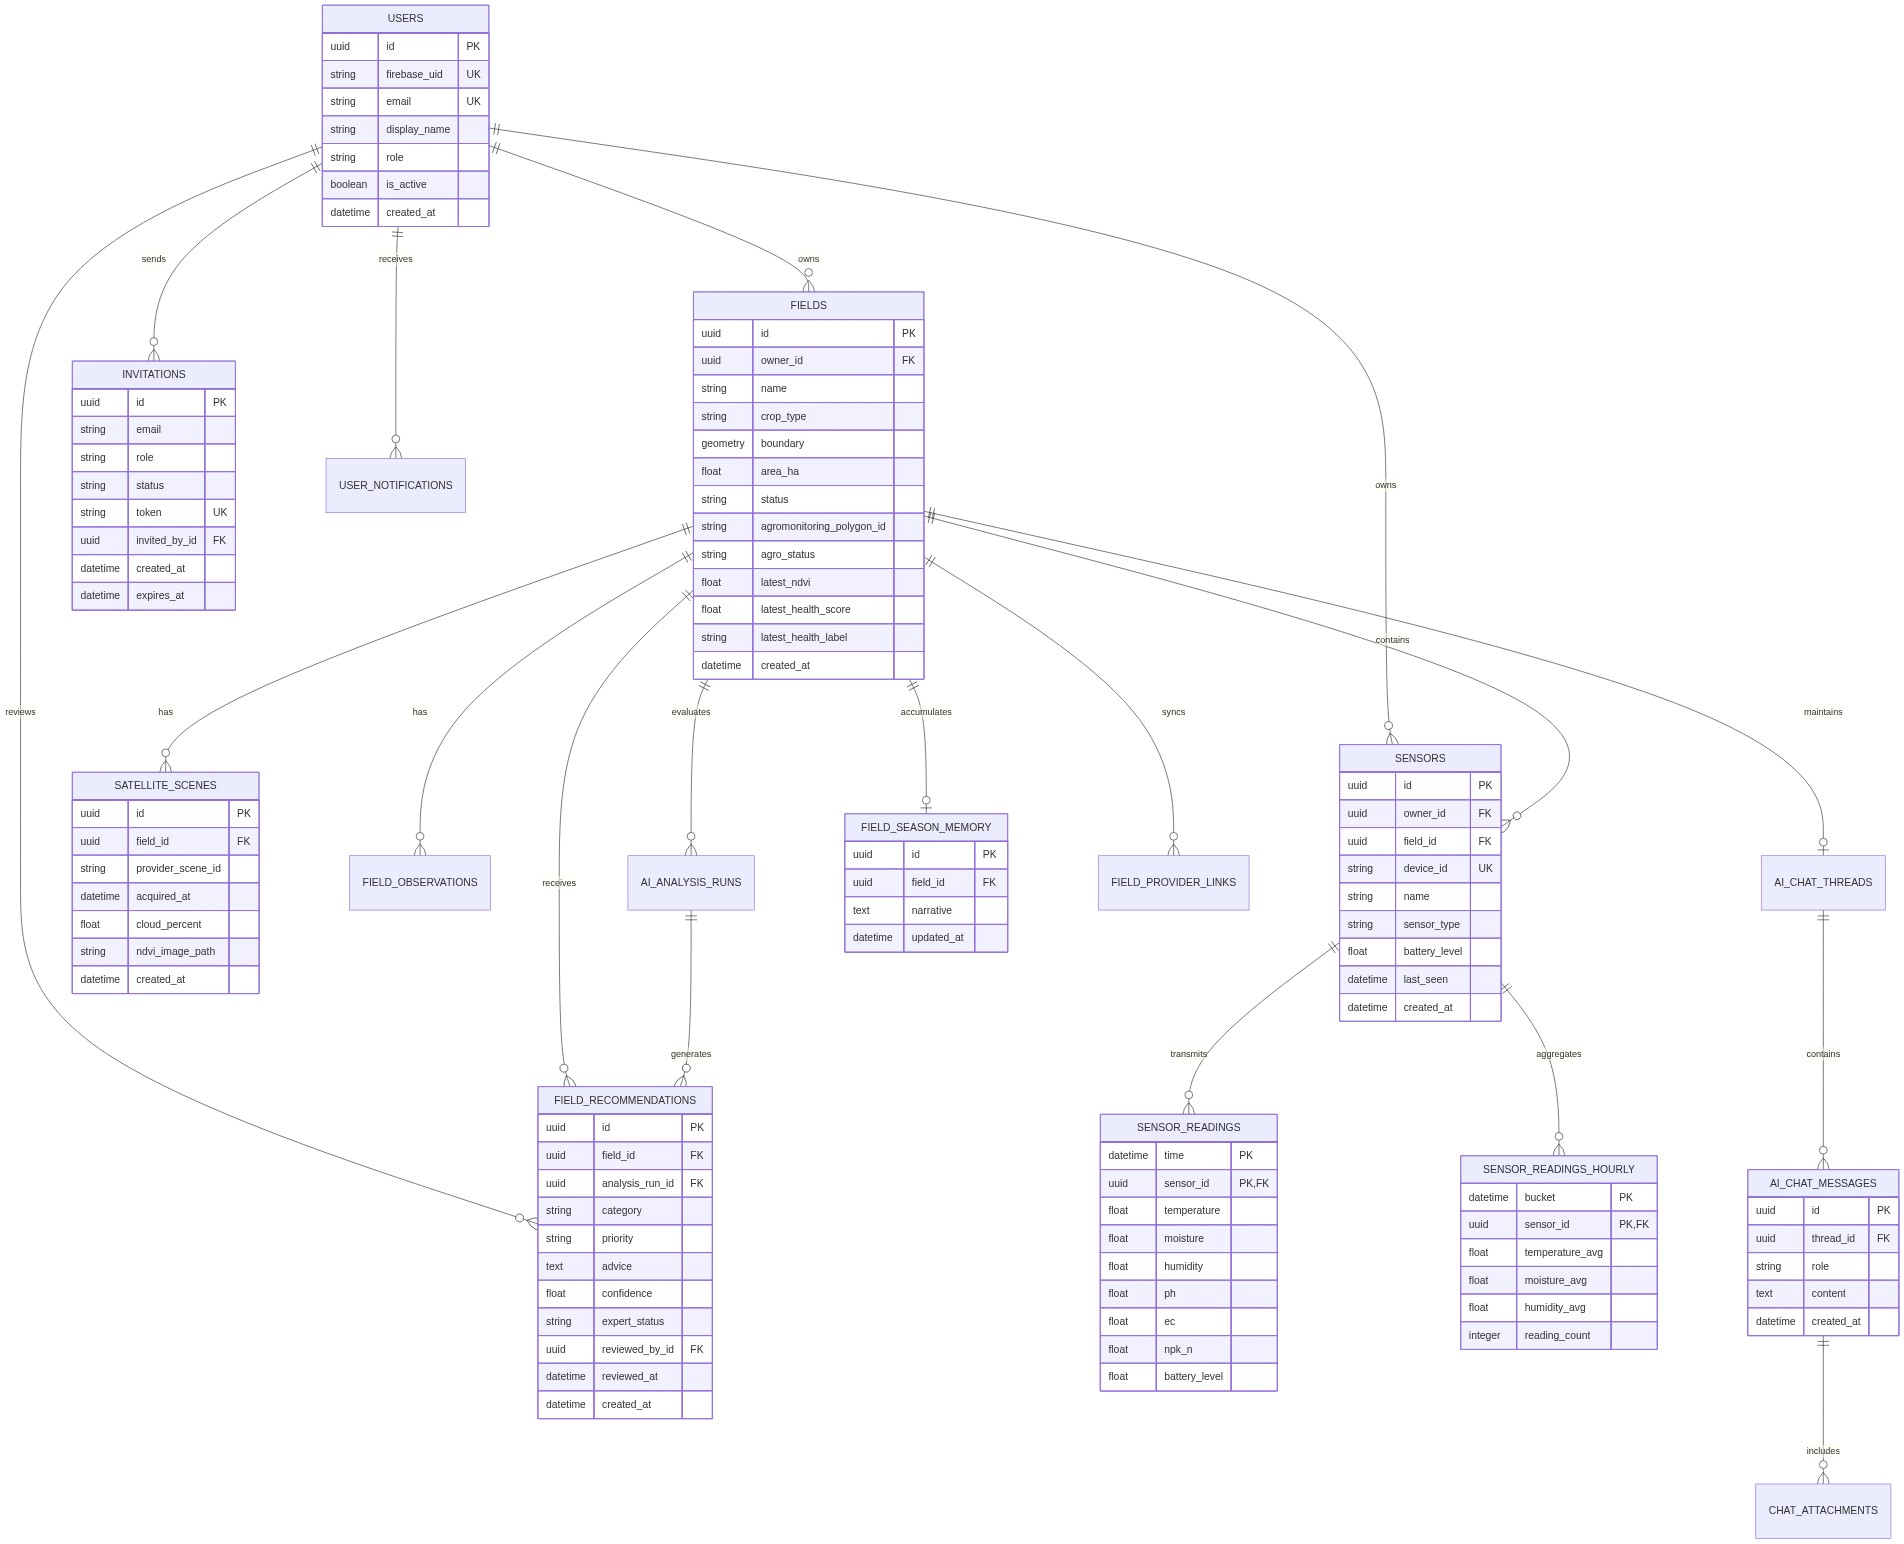 USERS
uuid id PK
string firebase_uid UK
string email UK
string display_name
string role
boolean is_active
datetime created_at
sends
receives
owns
FIELDS
uuid id PK
uuid owner_id FK
string name
string crop_type
geometry boundary
float area_ha
string status
string agromonitoring_polygon_id
string agro_status
float latest_ndvi
float latest_health_score
string latest_health_label
datetime created_at
INVITATIONS
uuid id PK
string email
string role
string status
string token UK
uuid invited_by_id FK
datetime created_at
datetime expires_at
USER_NOTIFICATIONS
owns
contains
reviews
has
has
evaluates
accumulates
syncs
maintains
SATELLITE_SCENES
uuid id PK
uuid field_id FK
string provider_scene_id
datetime acquired_at
float cloud_percent
string ndvi_image_path
datetime created_at
FIELD_OBSERVATIONS
receives
AI_ANALYSIS_RUNS
FIELD_SEASON_MEMORY
uuid id PK
uuid field_id FK
text narrative
datetime updated_at
FIELD_PROVIDER_LINKS
SENSORS
uuid id PK
uuid owner_id FK
uuid field_id FK
string device_id UK
string name
string sensor_type
float battery_level
datetime last_seen
datetime created_at
AI_CHAT_THREADS
generates
transmits
aggregates
contains
FIELD_RECOMMENDATIONS
uuid id PK
uuid field_id FK
uuid analysis_run_id FK
string category
string priority
text advice
float confidence
string expert_status
uuid reviewed_by_id FK
datetime reviewed_at
datetime created_at
SENSOR_READINGS
datetime time PK
uuid sensor_id PK,FK
float temperature
float moisture
float humidity
float ph
float ec
float npk_n
float battery_level
SENSOR_READINGS_HOURLY
datetime bucket PK
uuid sensor_id PK,FK
float temperature_avg
float moisture_avg
float humidity_avg
integer reading_count
AI_CHAT_MESSAGES
uuid id PK
uuid thread_id FK
string role
text content
datetime created_at
includes
CHAT_ATTACHMENTS